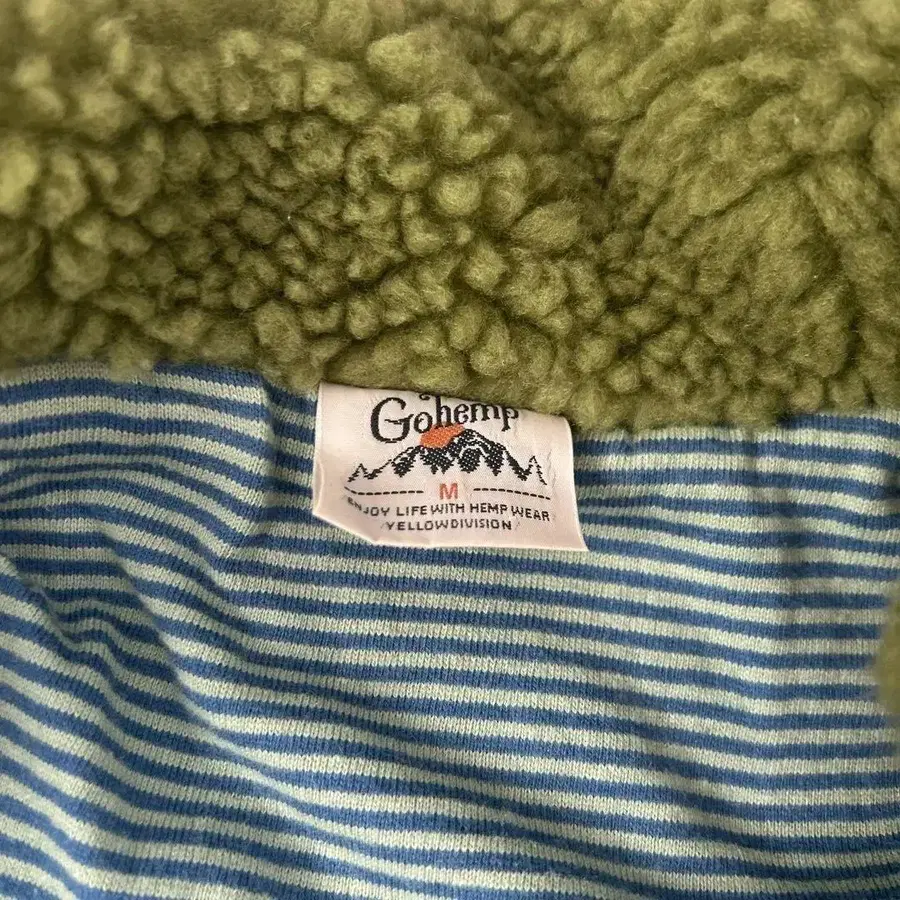 Gohemp
M
ENJOY LIFE WITH HEMP WEAR
YELLOWDIVISION